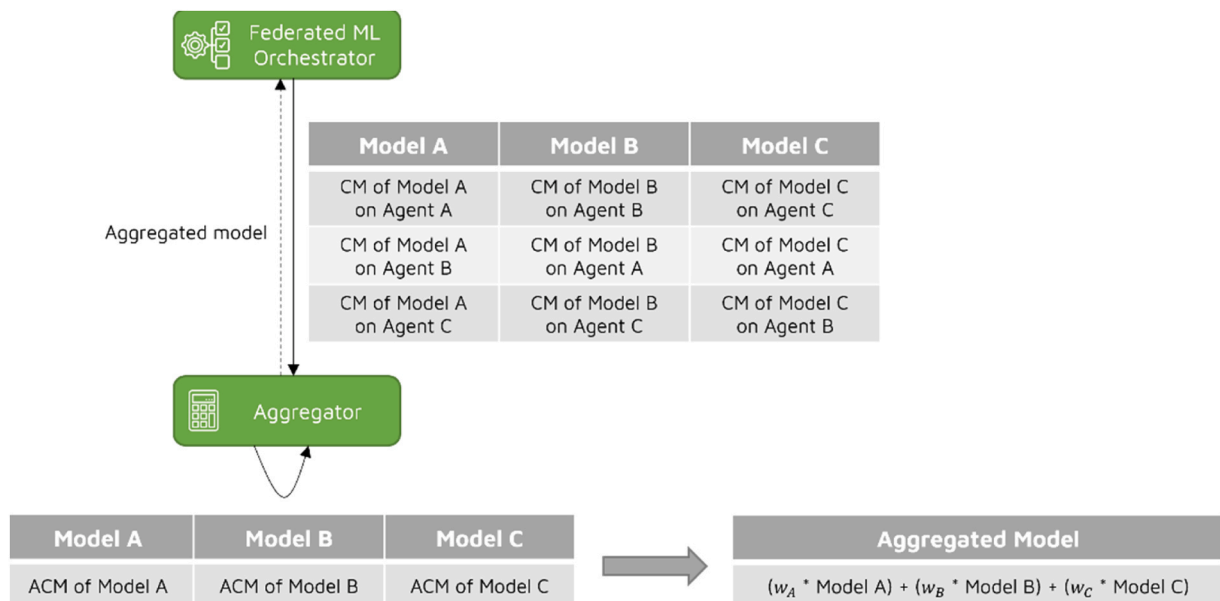 Federated ML
Orchestrator
Model A Model B Model C
CM of Model A CM of Model B CM of Model C
on Agent A on Agent B on Agent C
Aggregated model
CM of Model A CM of Model B CM of Model C
on Agent B on Agent A on Agent A
CM of Model A CM of Model B CM of Model C
on Agent C on Agent C on Agent B
Aggregator
Model A Model B Model C
ACM of Model A ACM of Model B ACM of Model C
Aggregated Model
(w_A * Model A) + (w_B * Model B) + (w_C * Model C)